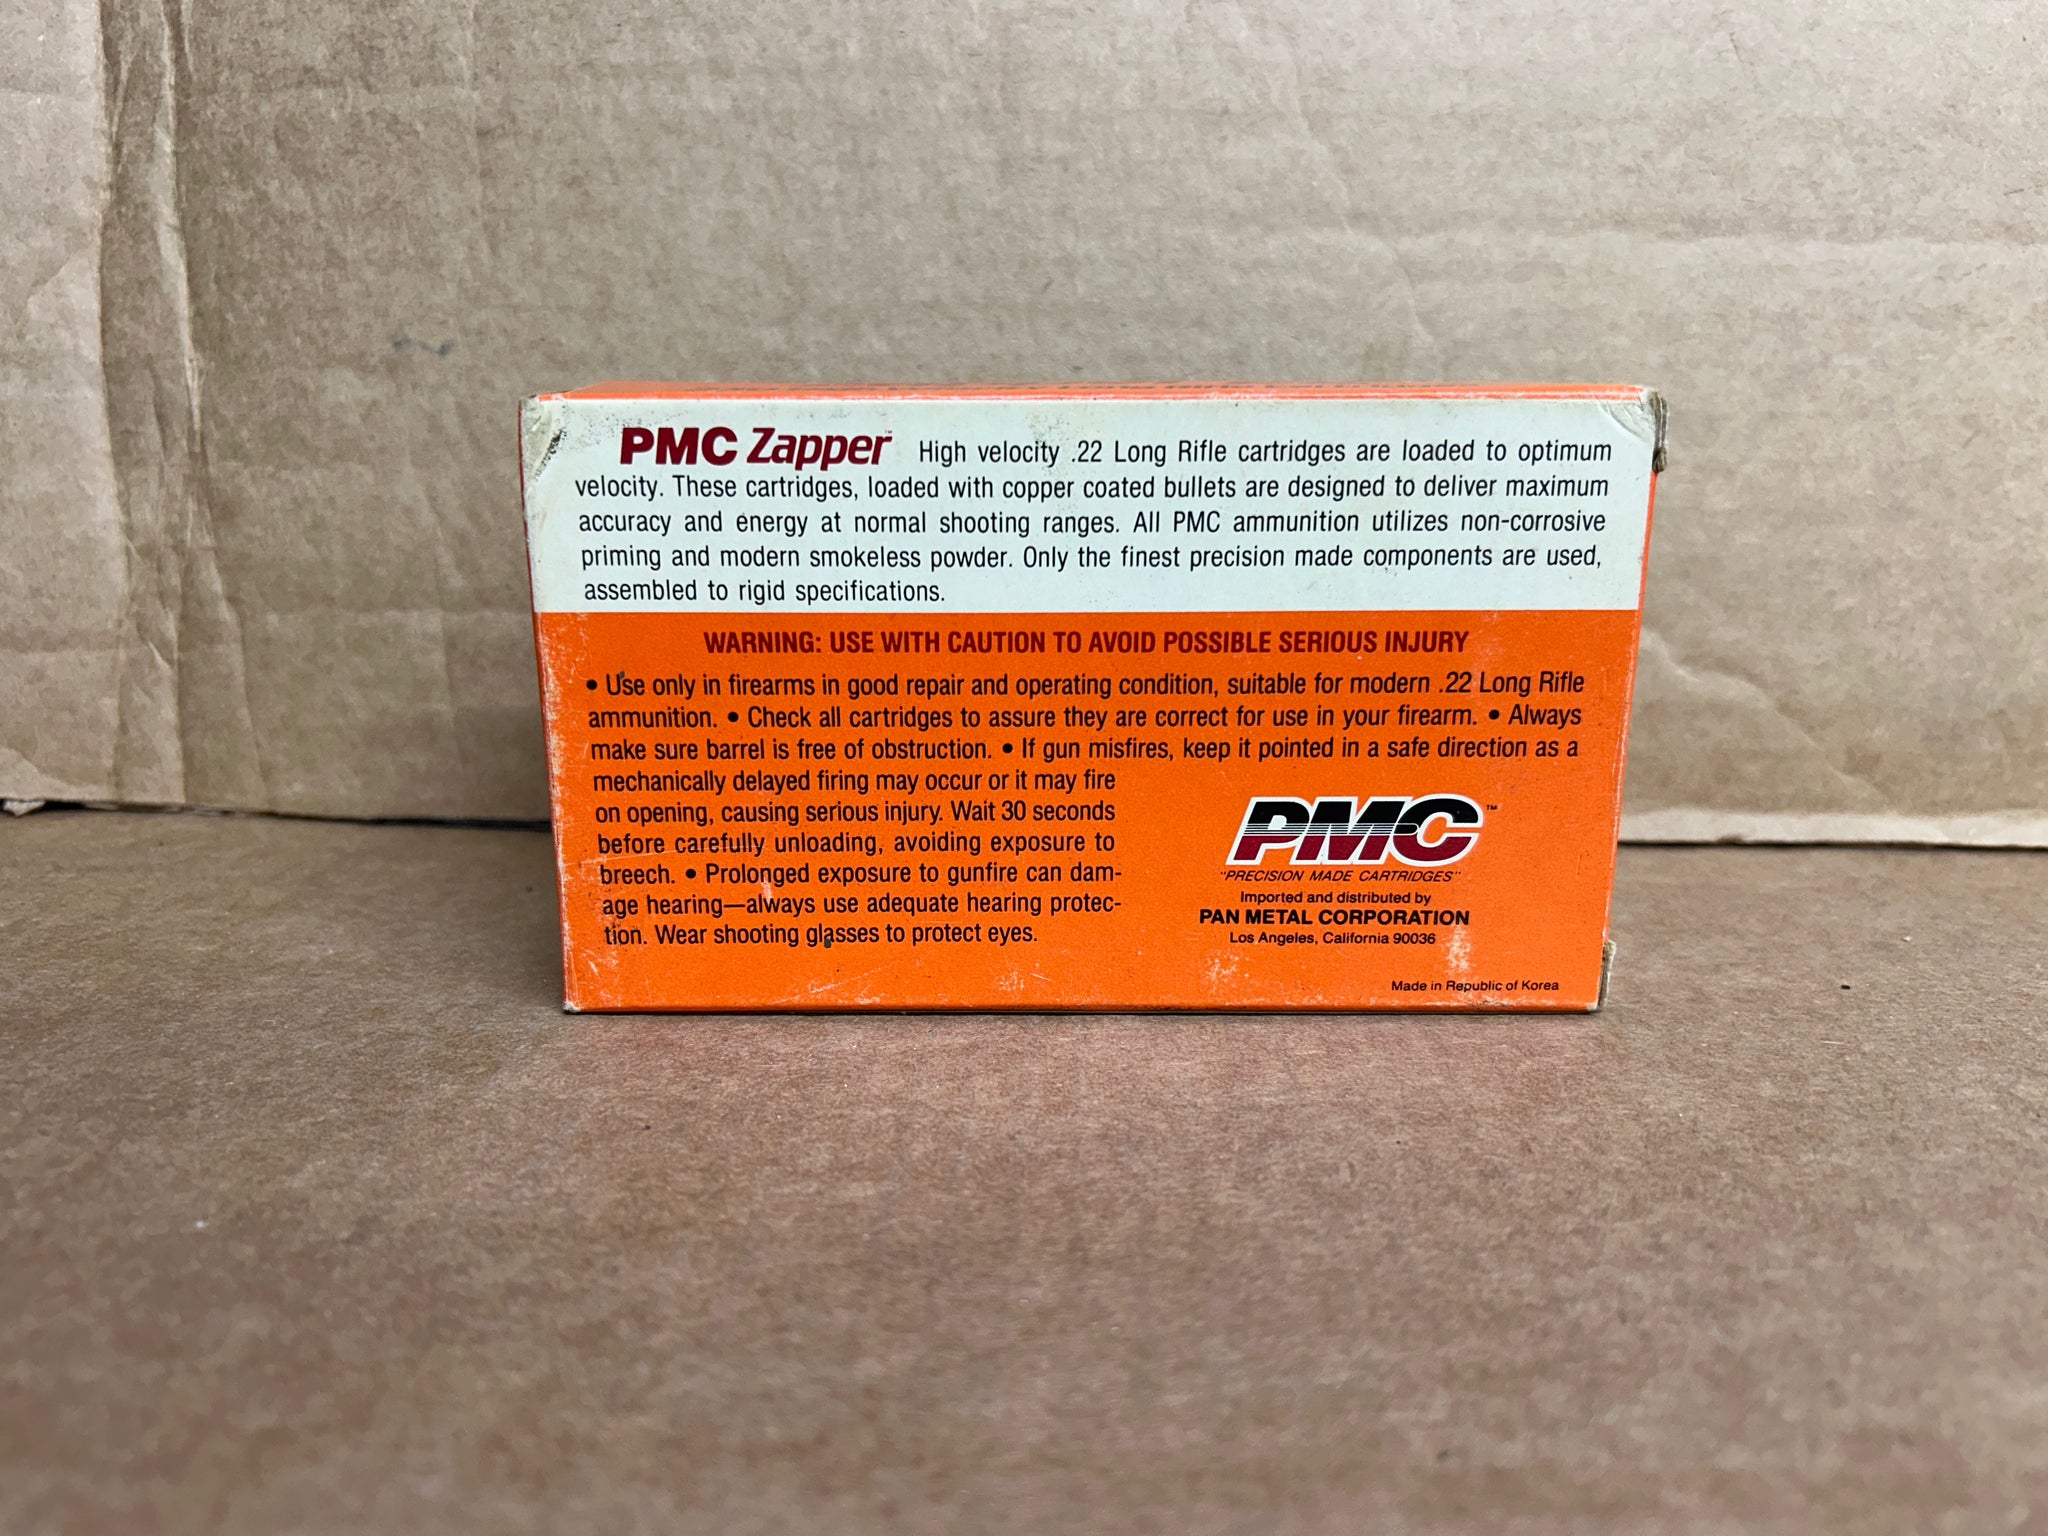 PMC Zapper™ High velocity .22 Long Rifle cartridges are loaded to optimum
velocity. These cartridges, loaded with copper coated bullets are designed to deliver maximum
accuracy and energy at normal shooting ranges. All PMC ammunition utilizes non-corrosive
priming and modern smokeless powder. Only the finest precision made components are used,
assembled to rigid specifications.
WARNING: USE WITH CAUTION TO AVOID POSSIBLE SERIOUS INJURY
• Use only in firearms in good repair and operating condition, suitable for modern .22 Long Rifle
ammunition. • Check all cartridges to assure they are correct for use in your firearm. • Always
make sure barrel is free of obstruction. • If gun misfires, keep it pointed in a safe direction as a
mechanically delayed firing may occur or it may fire
on opening, causing serious injury. Wait 30 seconds
before carefully unloading, avoiding exposure to
breech. • Prolonged exposure to gunfire can dam-
age hearing—always use adequate hearing protec-
tion. Wear shooting glasses to protect eyes.
PMC™
"PRECISION MADE CARTRIDGES"
Imported and distributed by
PAN METAL CORPORATION
Los Angeles, California 90036
Made in Republic of Korea